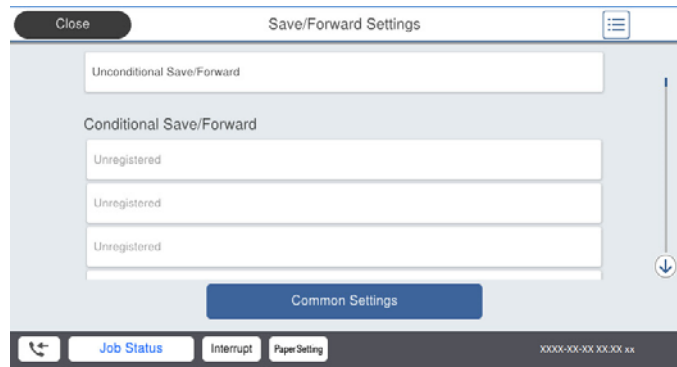 Close
Save/Forward Settings
Unconditional Save/Forward
Conditional Save/Forward
Unregistered
Unregistered
Unregistered
Common Settings
Job Status
Interrupt
Paper Setting
XXXX-XX-XX XX:XX xx